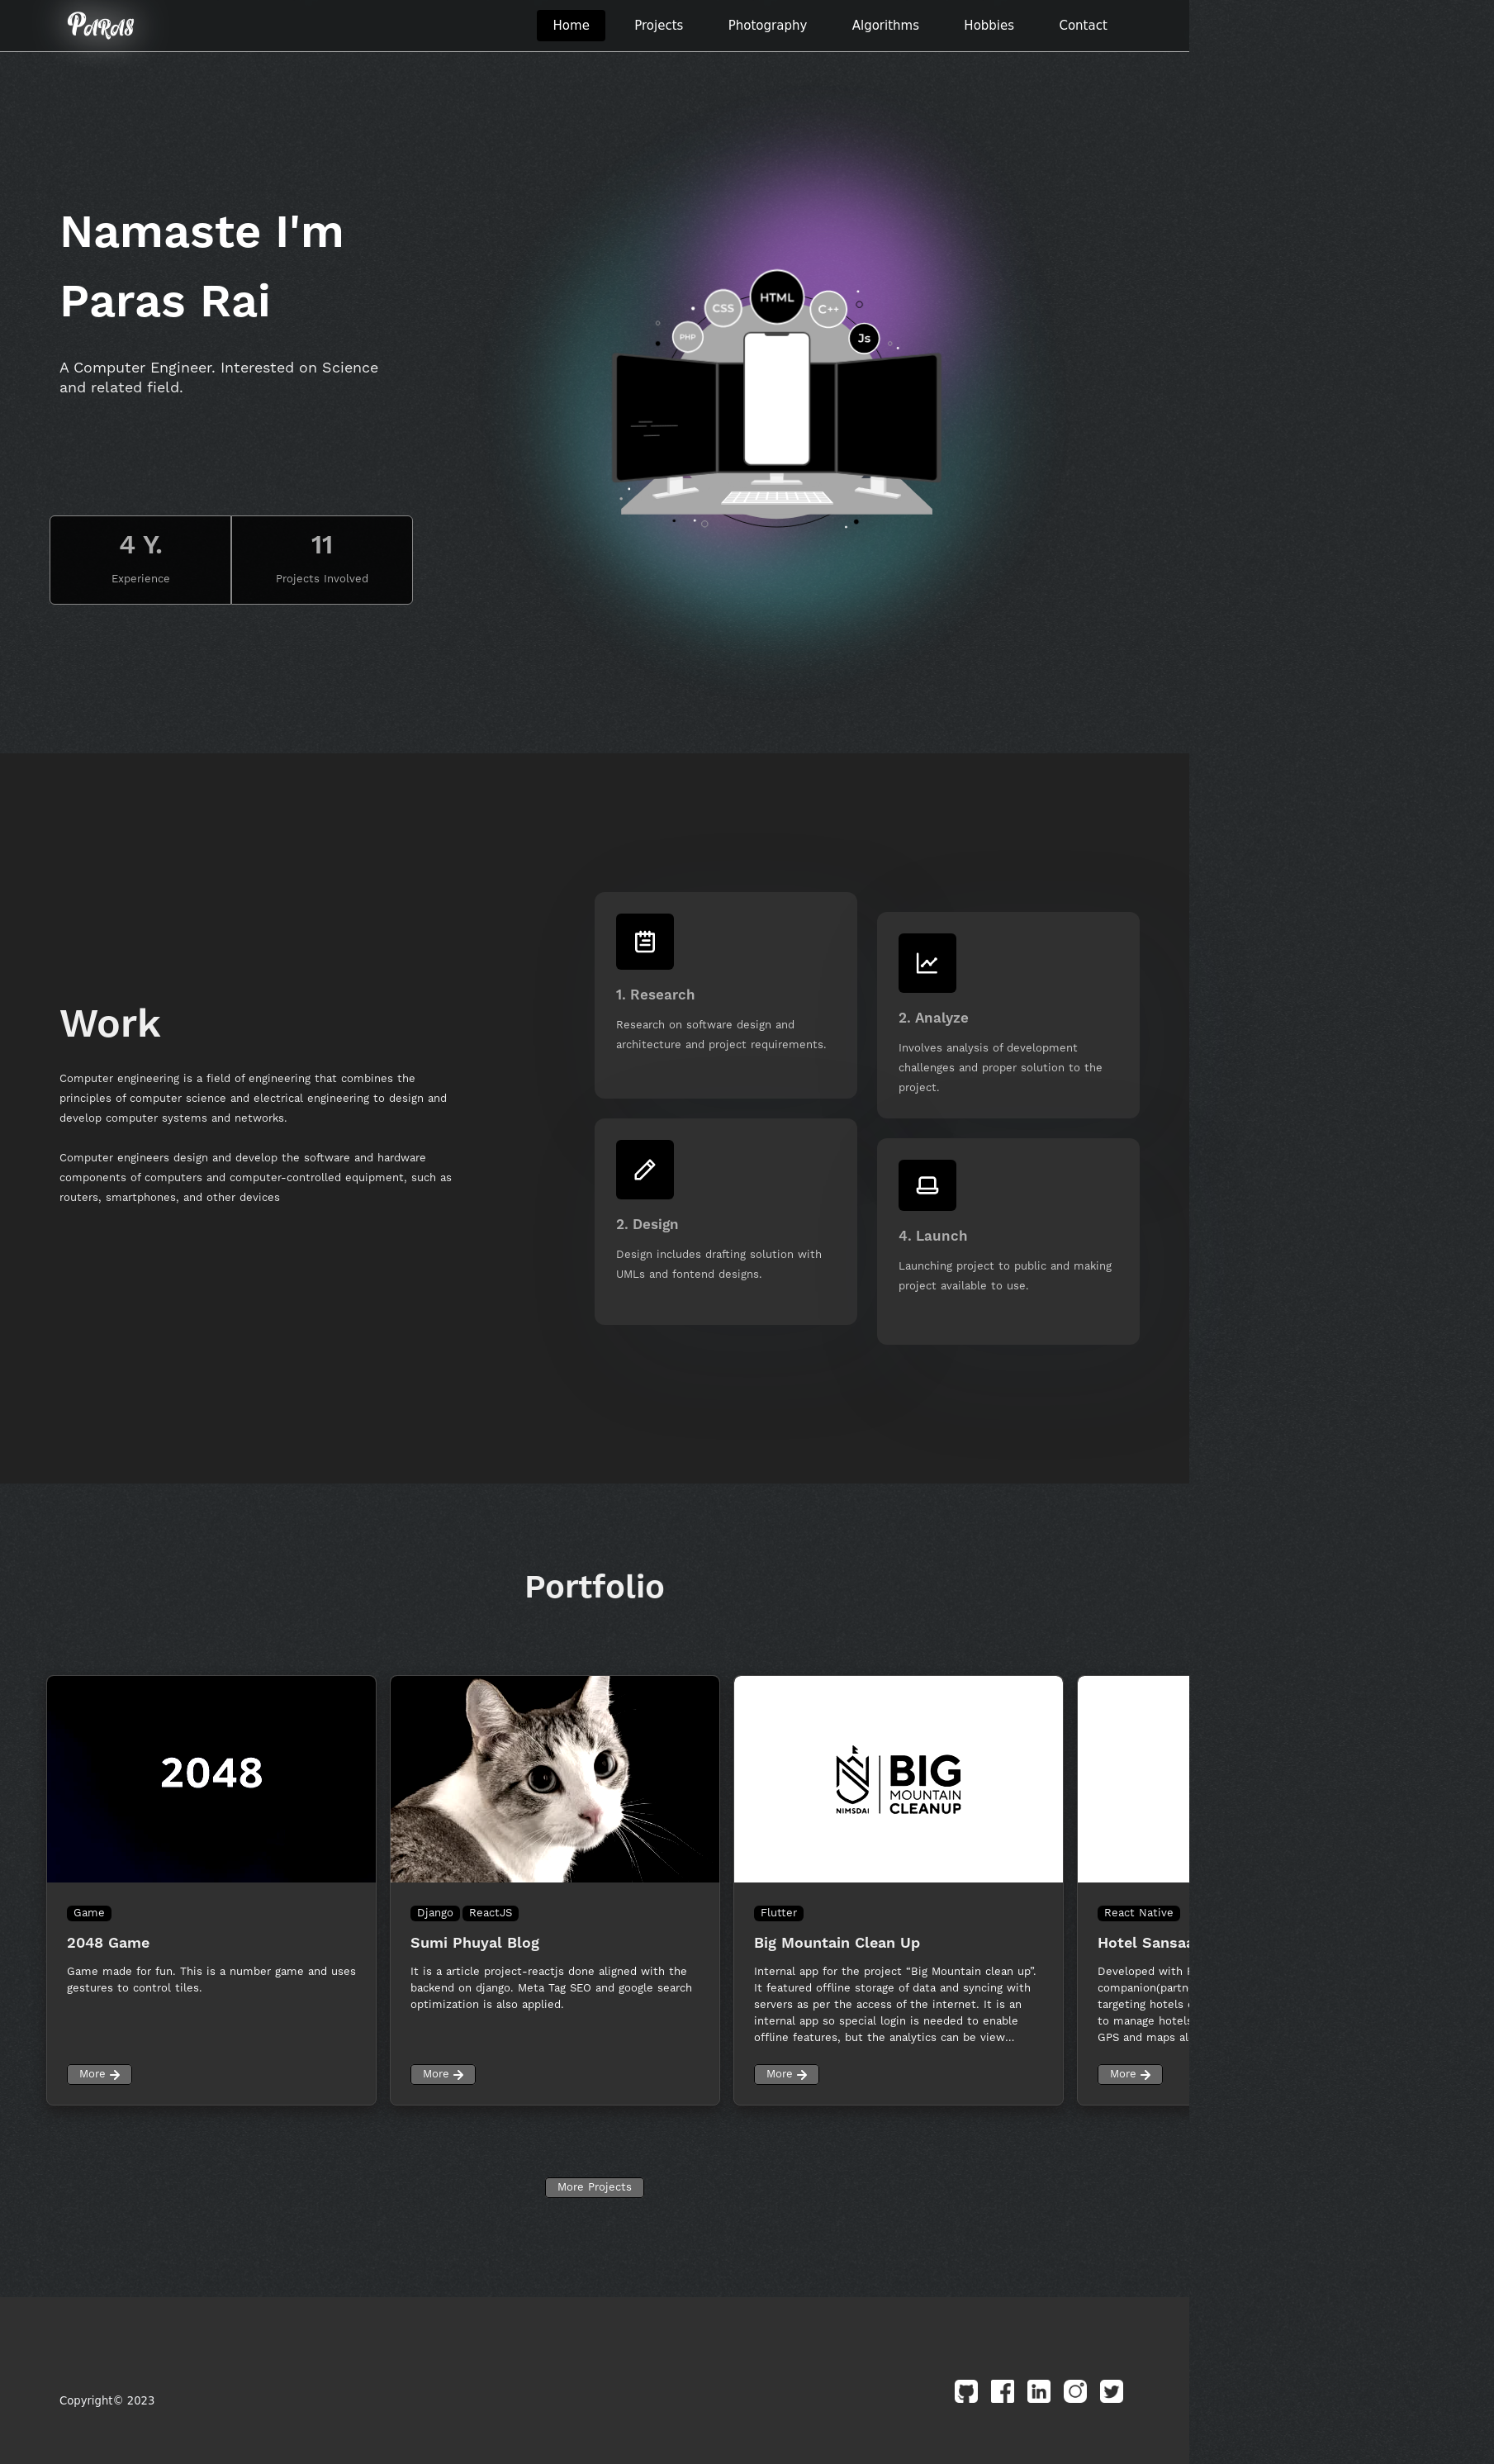 Paras
Home Projects Photography Algorithms Hobbies Contact
Namaste I'm
Paras Rai
A Computer Engineer. Interested on Science
and related field.
PHP CSS HTML C++ Js
4 Y.
Experience
11
Projects Involved
Work
Computer engineering is a field of engineering that combines the
principles of computer science and electrical engineering to design and
develop computer systems and networks.
Computer engineers design and develop the software and hardware
components of computers and computer-controlled equipment, such as
routers, smartphones, and other devices
1. Research
Research on software design and
architecture and project requirements.
2. Analyze
Involves analysis of development
challenges and proper solution to the
project.
2. Design
Design includes drafting solution with
UMLs and fontend designs.
4. Launch
Launching project to public and making
project available to use.
Portfolio
2048
Game
2048 Game
Game made for fun. This is a number game and uses
gestures to control tiles.
More
Django ReactJS
Sumi Phuyal Blog
It is a article project-reactjs done aligned with the
backend on django. Meta Tag SEO and google search
optimization is also applied.
More
NIMSDAI
BIG
MOUNTAIN
CLEANUP
Flutter
Big Mountain Clean Up
Internal app for the project “Big Mountain clean up”.
It featured offline storage of data and syncing with
servers as per the access of the internet. It is an
internal app so special login is needed to enable
offline features, but the analytics can be view...
More
React Native
Hotel
Developed with
targeting hotels
to manage
GPS and maps
More
More Projects
Copyright© 2023